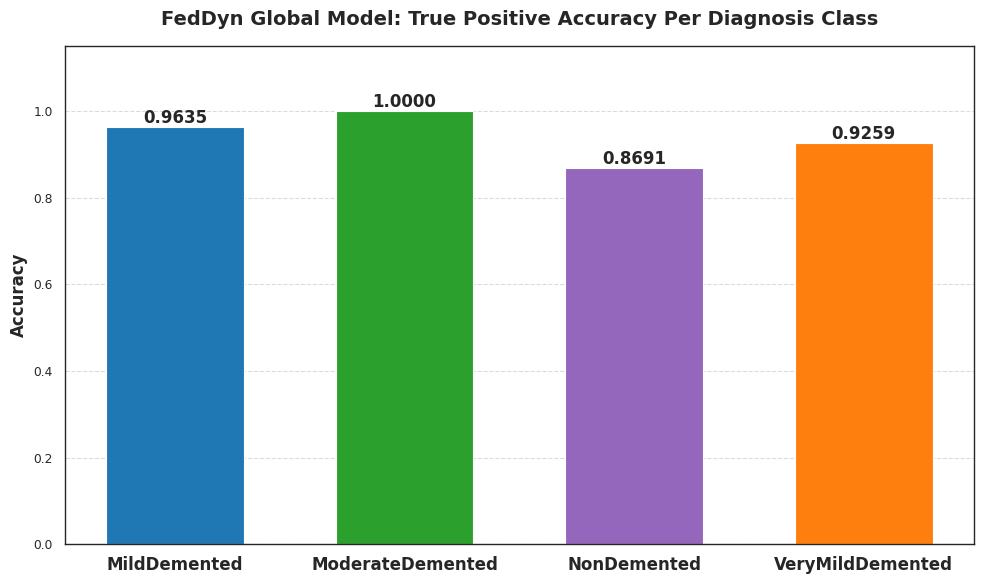 FedDyn Global Model: True Positive Accuracy Per Diagnosis Class
Accuracy
1.0
0.8
0.6
0.4
0.2
0.0
0.9635
1.0000
0.8691
0.9259
MildDemented
ModerateDemented
NonDemented
VeryMildDemented